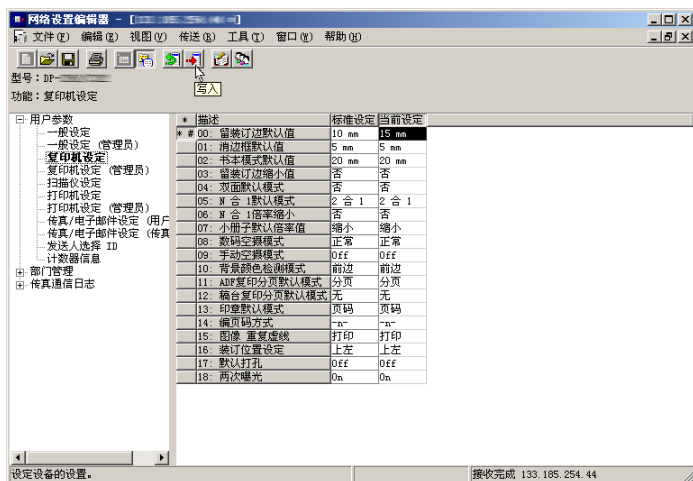 网络设置编辑器 - [
文件(F) 编辑(E) 视图(V) 传送(R) 工具(T) 窗口(W) 帮助(H)
型号：DP-
写入
功能：复印机设定
用户参数
一般设定
一般设定 (管理员)
复印机设定
复印机设定 (管理员)
扫描仪设定
打印机设定
打印机设定 (管理员)
传真/电子邮件设定 (用户
传真/电子邮件设定 (传真
发送人选择 ID
计数器信息
部门管理
传真通信日志
* 描述 标准设定 当前设定
* # 00: 留装订边默认值 10 mm 15 mm
01: 消边框默认值 5 mm 5 mm
02: 书本模式默认值 20 mm 20 mm
03: 留装订边缩小值 否 否
04: 双面默认模式 否 否
05: N 合 1默认模式 2 合 1 2 合 1
06: N 合 1倍率缩小 否 否
07: 小册子默认倍率值 缩小 缩小
08: 数码空摄模式 正常 正常
09: 手动空摄模式 Off Off
10: 背景颜色检测模式 前边 前边
11: ADF复印分页默认模式 分页 分页
12: 稿台复印分页默认模式 无 无
13: 印章默认模式 页码 页码
14: 编页码方式 -n- -n-
15: 图像 重复虚线 打印 打印
16: 装订位置设定 上左 上左
17: 默认打孔 Off Off
18: 两次曝光 On On
设定设备的设置。 接收完成 133.185.254.44